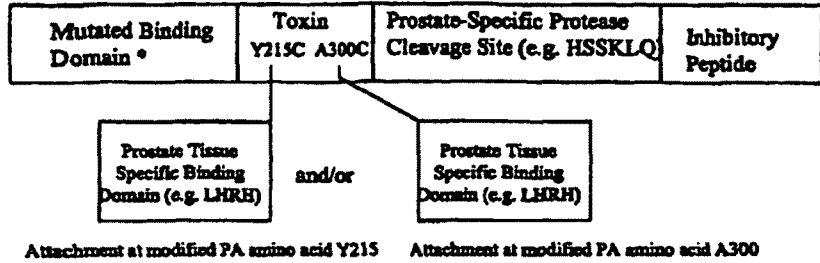 Mutated Binding
Domain *
Toxin
Y215C A300C
Prostate-Specific Protease
Cleavage Site (e.g. HSSKLQ)
Inhibitory
Peptide
Prostate Tissue
Specific Binding
Domain (e.g. LHRH)
and/or
Prostate Tissue
Specific Binding
Domain (e.g. LHRH)
Attachment at modified PA amino acid Y215
Attachment at modified PA amino acid A300